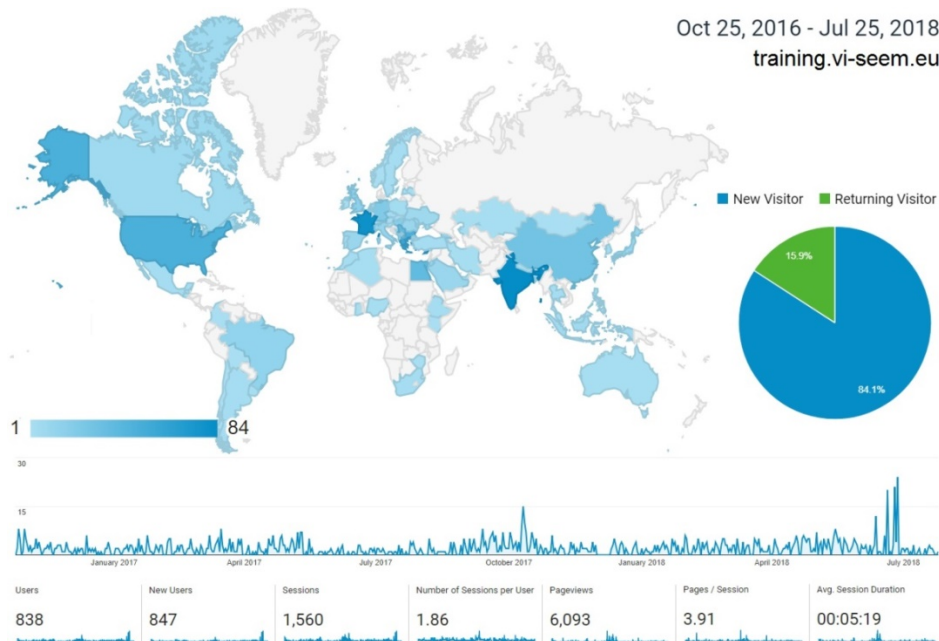 Oct 25, 2016 - Jul 25, 2018
training.vi-seem.eu
New Visitor Returning Visitor
15.9%
84.1%
1 84
30
15
January 2017 April 2017 July 2017 October 2017 January 2018 April 2018 July 2018
Users New Users Sessions Number of Sessions per User Pageviews Pages / Session Avg. Session Duration
838 847 1,560 1.86 6,093 3.91 00:05:19